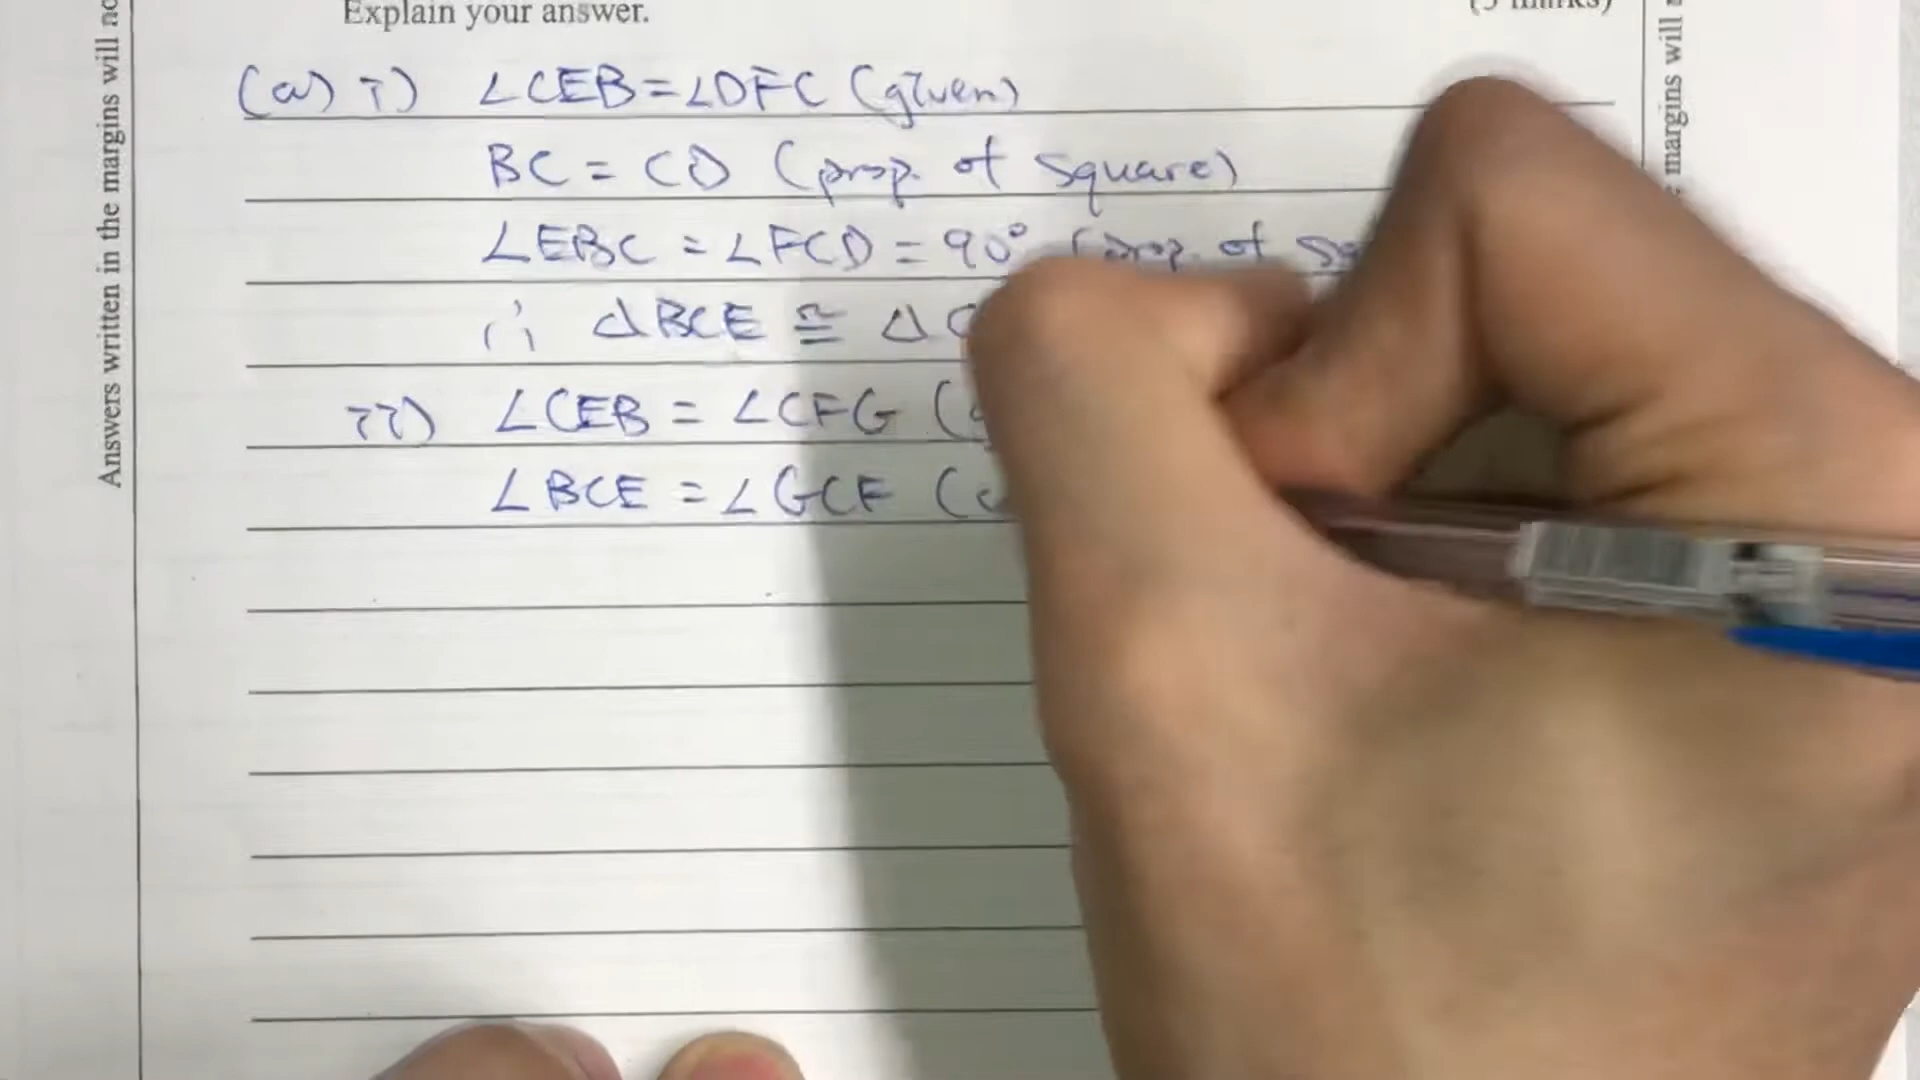 Explain your answer.
(a) i) ∠CEB = ∠DFC (given)
BC = CD (prop. of square)
∠EBC = ∠FCD = 90° (prop. of
∴ △BCE ≅ △C
ii) ∠CEB = ∠CFG (
∠BCE = ∠GCF (
Answers written in the margins will
margins will